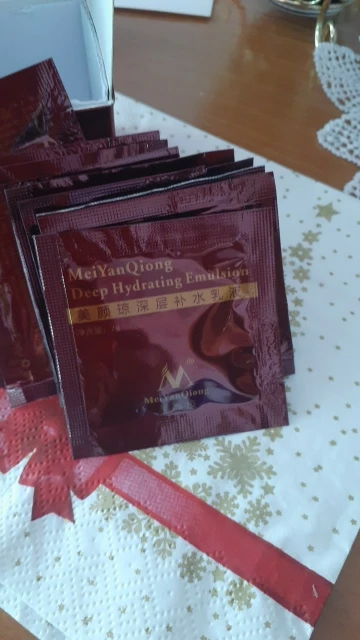 MeiYanQiong
Deep Hydrating Emulsion
美颜琼深层补水乳液
MeiYanQiong